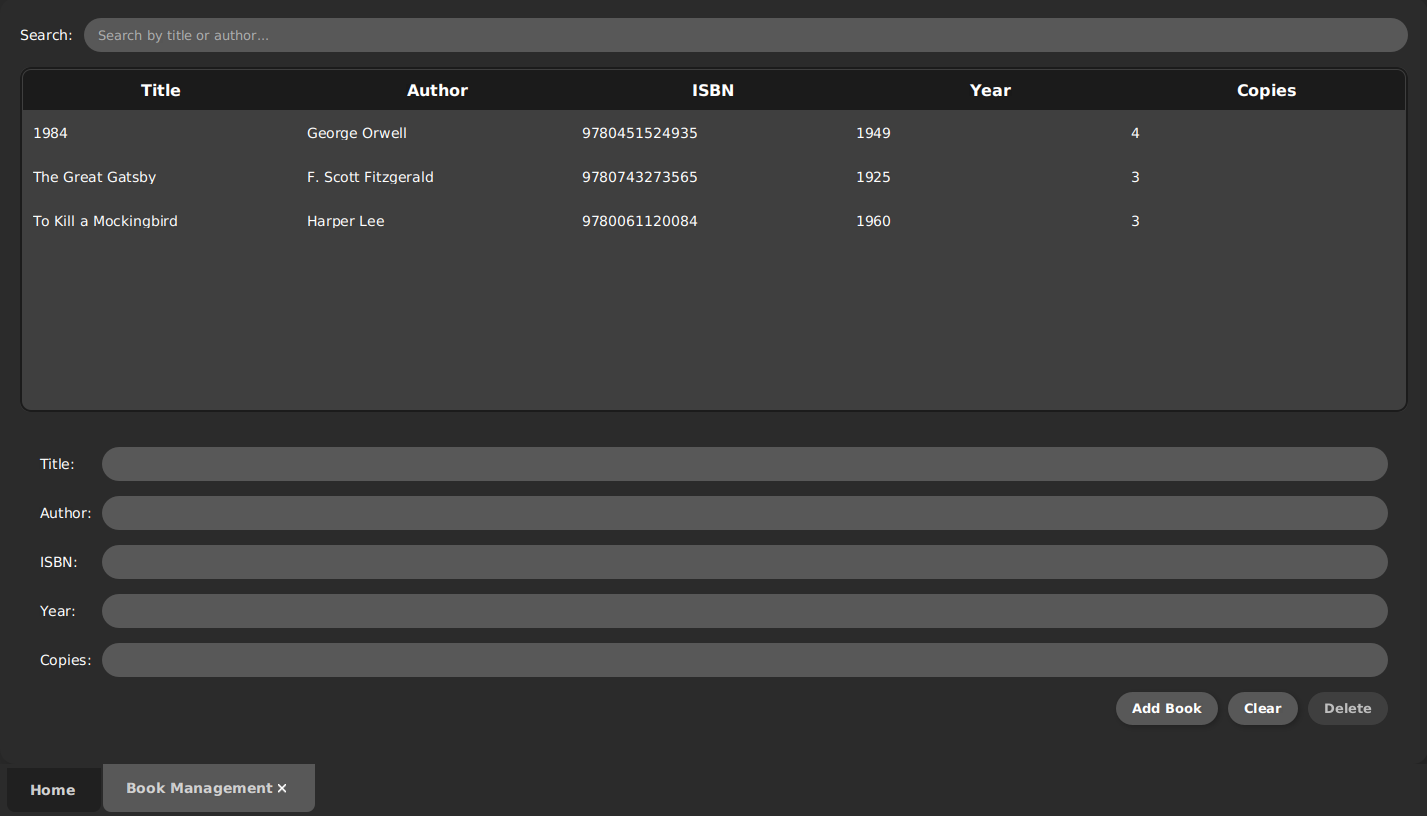 Search: Search by title or author...
Title Author ISBN Year Copies
1984 George Orwell 9780451524935 1949 4
The Great Gatsby F. Scott Fitzgerald 9780743273565 1925 3
To Kill a Mockingbird Harper Lee 9780061120084 1960 3
Title:
Author:
ISBN:
Year:
Copies:
Add Book Clear Delete
Home Book Management ×